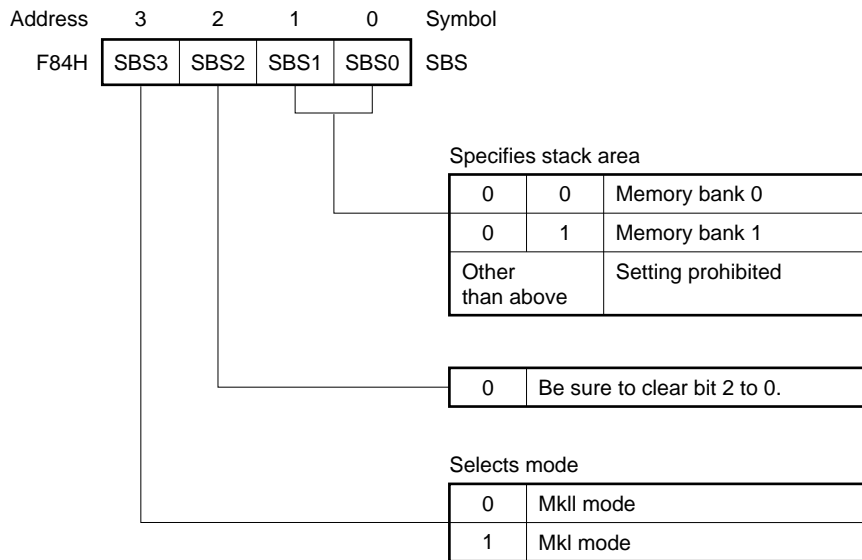 Address 3 2 1 0 Symbol
F84H SBS3 SBS2 SBS1 SBS0 SBS
Specifies stack area
0 0 Memory bank 0
0 1 Memory bank 1
Other than above Setting prohibited
0 Be sure to clear bit 2 to 0.
Selects mode
0 MkII mode
1 MkI mode